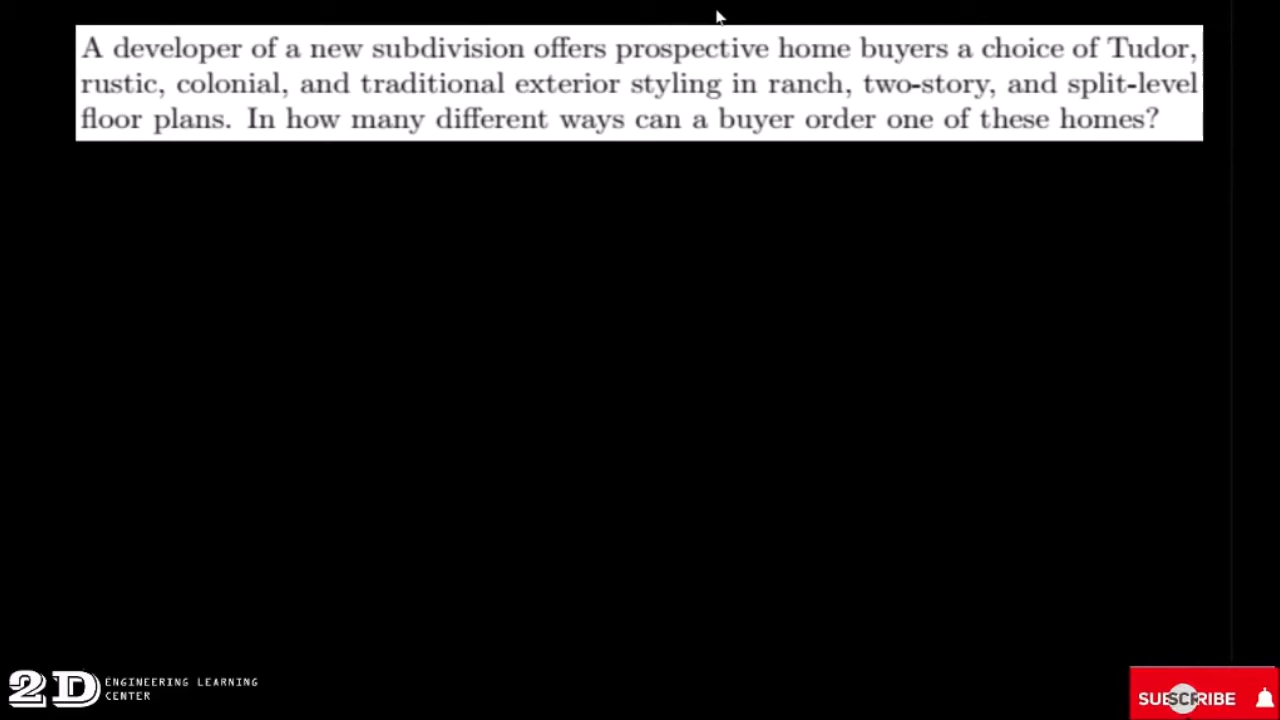 A developer of a new subdivision offers prospective home buyers a choice of Tudor,
rustic, colonial, and traditional exterior styling in ranch, two-story, and split-level
floor plans. In how many different ways can a buyer order one of these homes?
2D ENGINEERING LEARNING
CENTER
SUBSCRIBE